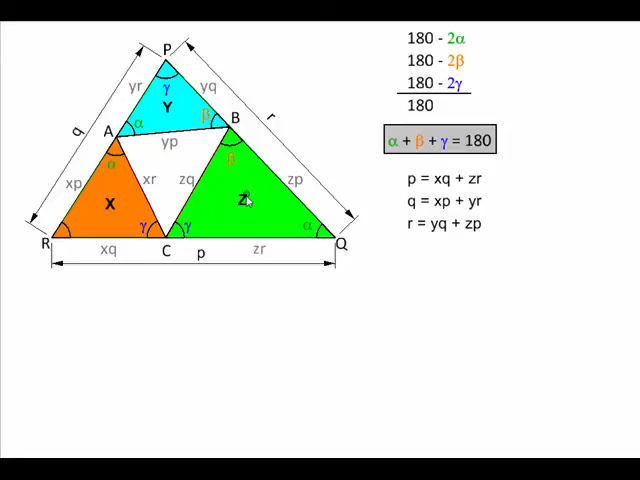 180 - 2α
180 - 2β
180 - 2γ
180
α + β + γ = 180
p = xq + zr
q = xp + yr
r = yq + zp
P
yr
γ
yq
Y
q
r
α
β
B
A
yp
α
β
xp
xr
zq
zp
X
Z
γ
γ
α
R
C
Q
xq
p
zr